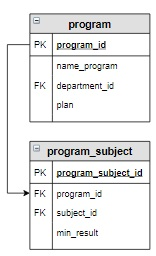 program
PK program_id
name_program
FK department_id
plan
program_subject
PK program_subject_id
FK program_id
FK subject_id
min_result